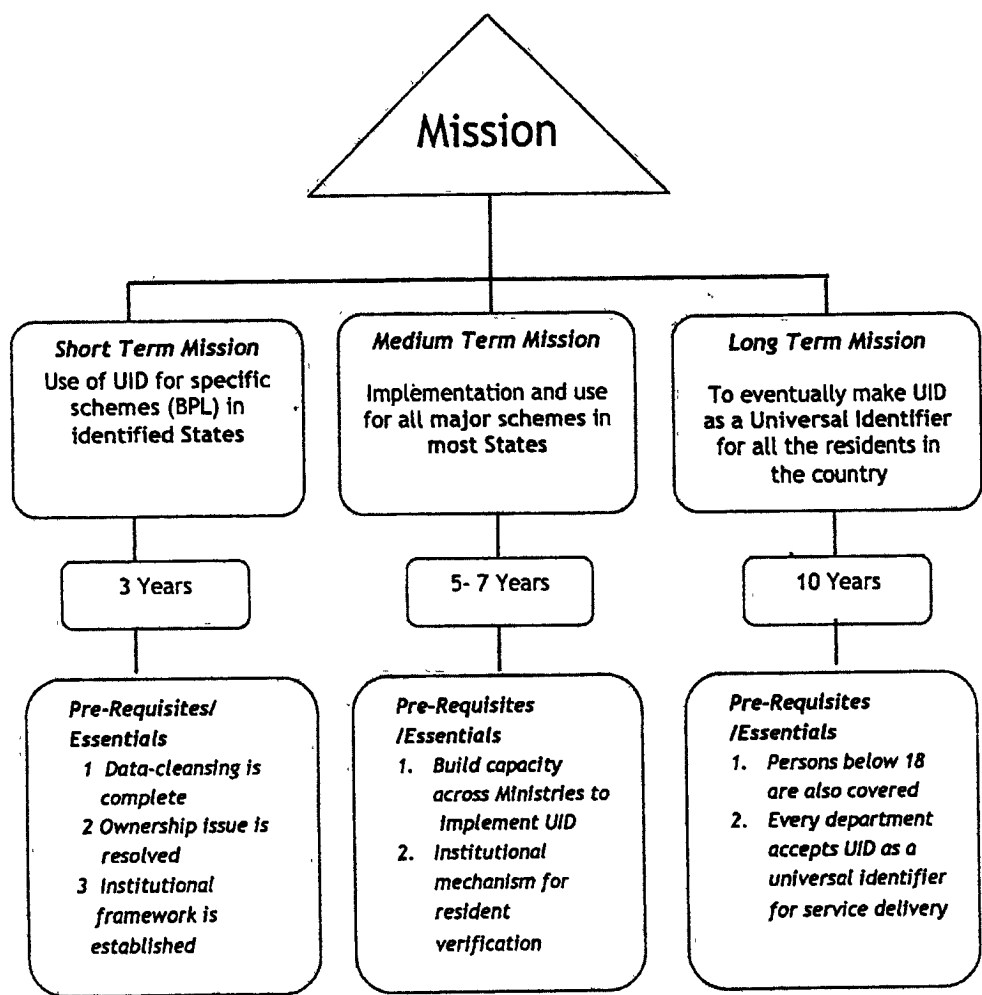 Mission
Short Term Mission
Use of UID for specific
schemes (BPL) in
identified States
3 Years
Pre-Requisites/
Essentials
1 Data-cleansing is
complete
2 Ownership issue is
resolved
3 Institutional
framework is
established
Medium Term Mission
Implementation and use
for all major schemes in
most States
5- 7 Years
Pre-Requisites
/Essentials
1. Build capacity
across Ministries to
implement UID
2. Institutional
mechanism for
resident
verification
Long Term Mission
To eventually make UID
as a Universal Identifier
for all the residents in
the country
10 Years
Pre-Requisites
/Essentials
1. Persons below 18
are also covered
2. Every department
accepts UID as a
universal identifier
for service delivery